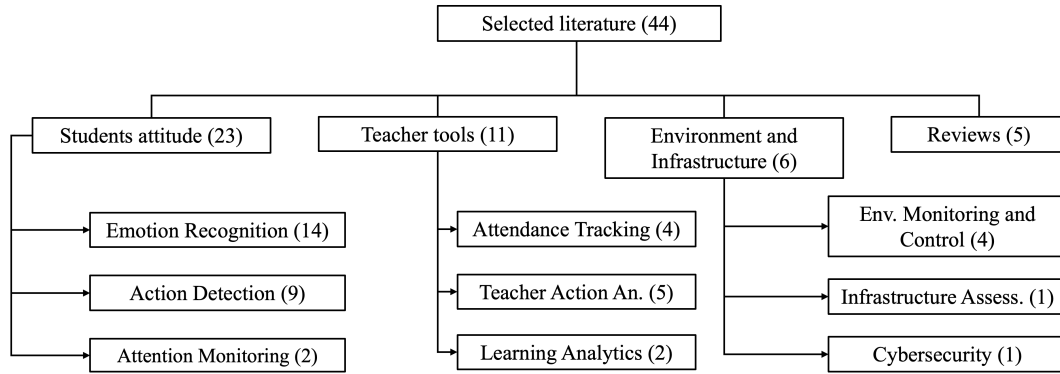 Selected literature (44)
Students attitude (23)
Teacher tools (11)
Environment and
Infrastructure (6)
Reviews (5)
Emotion Recognition (14)
Action Detection (9)
Attention Monitoring (2)
Attendance Tracking (4)
Teacher Action An. (5)
Learning Analytics (2)
Env. Monitoring and
Control (4)
Infrastructure Assess. (1)
Cybersecurity (1)